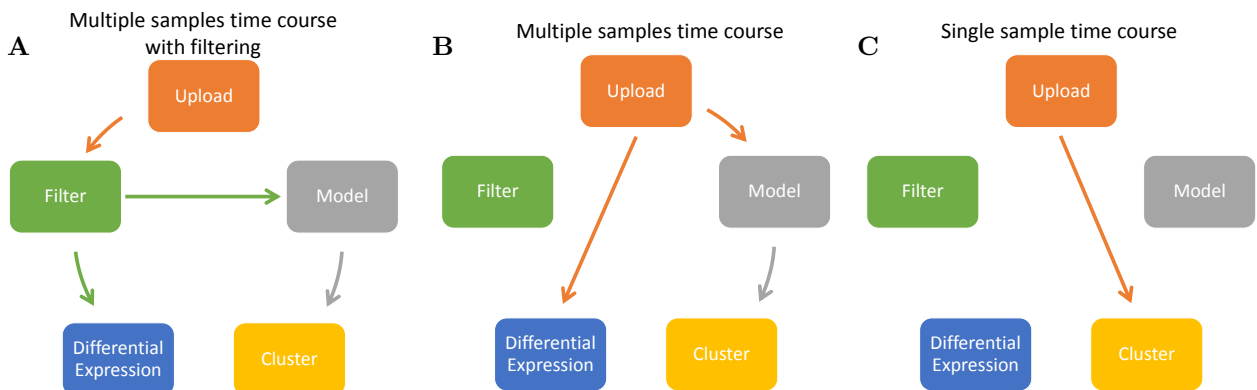 A
Multiple samples time course
with filtering
Upload
Filter
Model
Differential
Expression
Cluster
B
Multiple samples time course
Upload
Filter
Model
Differential
Expression
Cluster
C
Single sample time course
Upload
Filter
Model
Differential
Expression
Cluster